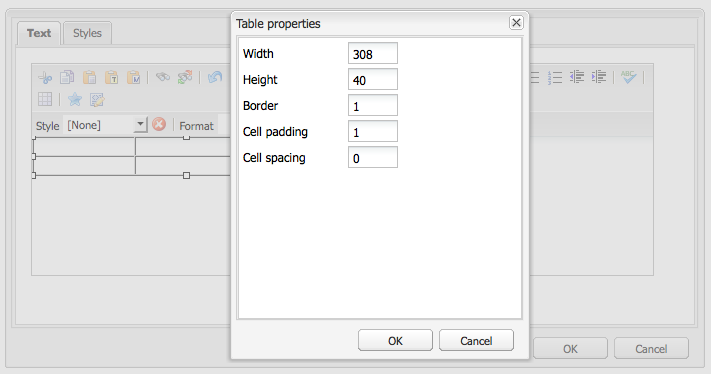 Table properties
Text Styles
Width 308
Height 40
Border 1
Cell padding 1
Cell spacing 0
ABC
Style [None] Format
OK Cancel
OK Cancel